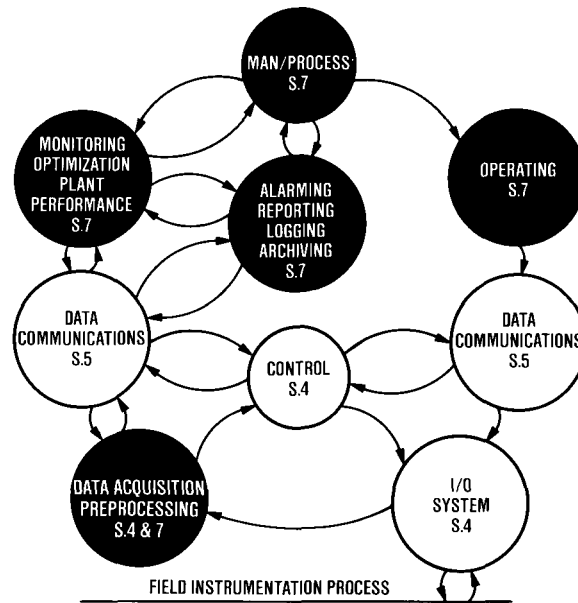 MAN/PROCESS
S.7
MONITORING
OPTIMIZATION
PLANT
PERFORMANCE
S.7
ALARMING
REPORTING
LOGGING
ARCHIVING
S.7
OPERATING
S.7
DATA
COMMUNICATIONS
S.5
CONTROL
S.4
DATA
COMMUNICATIONS
S.5
DATA ACQUISITION
PREPROCESSING
S.4 & 7
I/O
SYSTEM
S.4
FIELD INSTRUMENTATION PROCESS